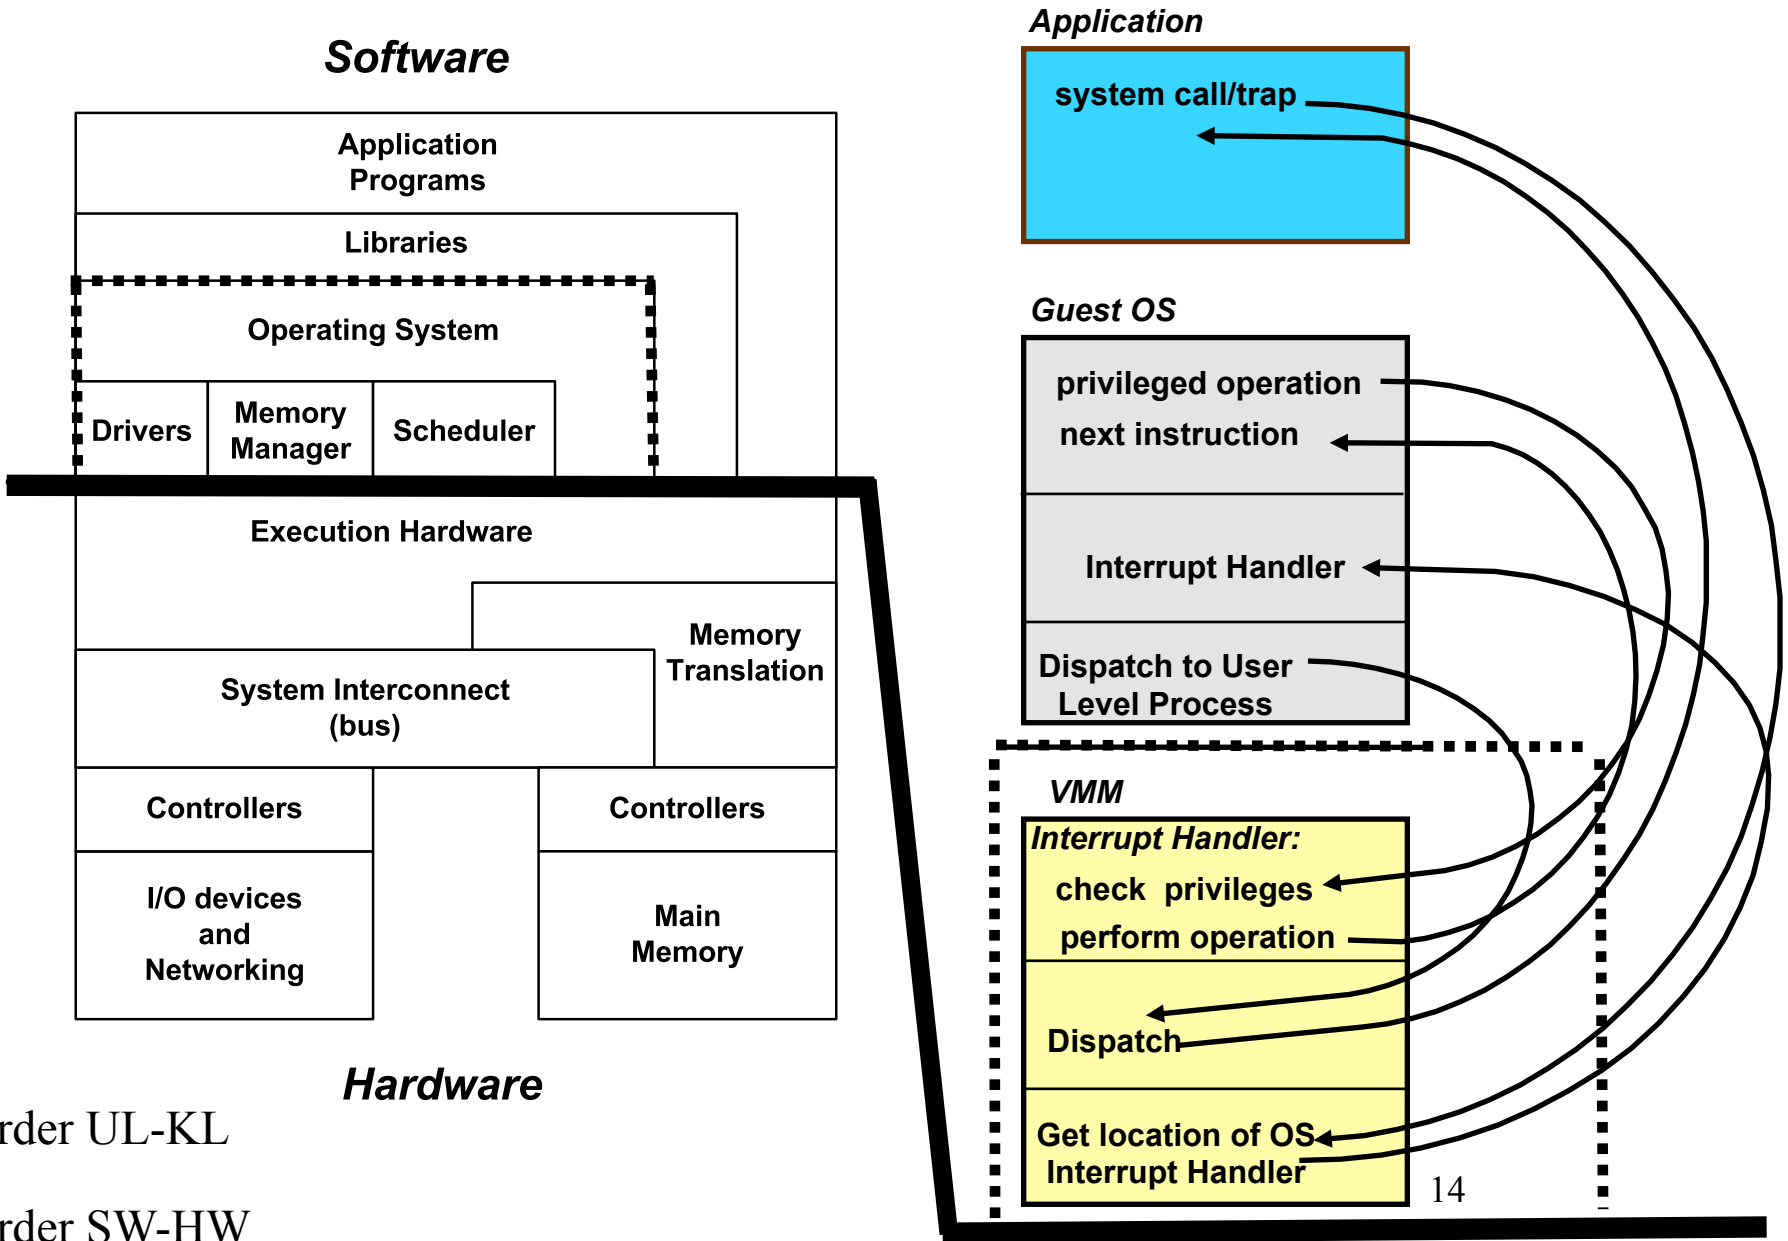 Software
Application
Programs
Libraries
Operating System
Drivers
Memory
Manager
Scheduler
Execution Hardware
Memory
Translation
System Interconnect
(bus)
Controllers
Controllers
I/O devices
and
Networking
Main
Memory
Hardware
rder UL-KL
rder SW-HW
Application
system call/trap
Guest OS
privileged operation
next instruction
Interrupt Handler
Dispatch to User
Level Process
VMM
Interrupt Handler:
check privileges
perform operation
Dispatch
Get location of OS
Interrupt Handler
14